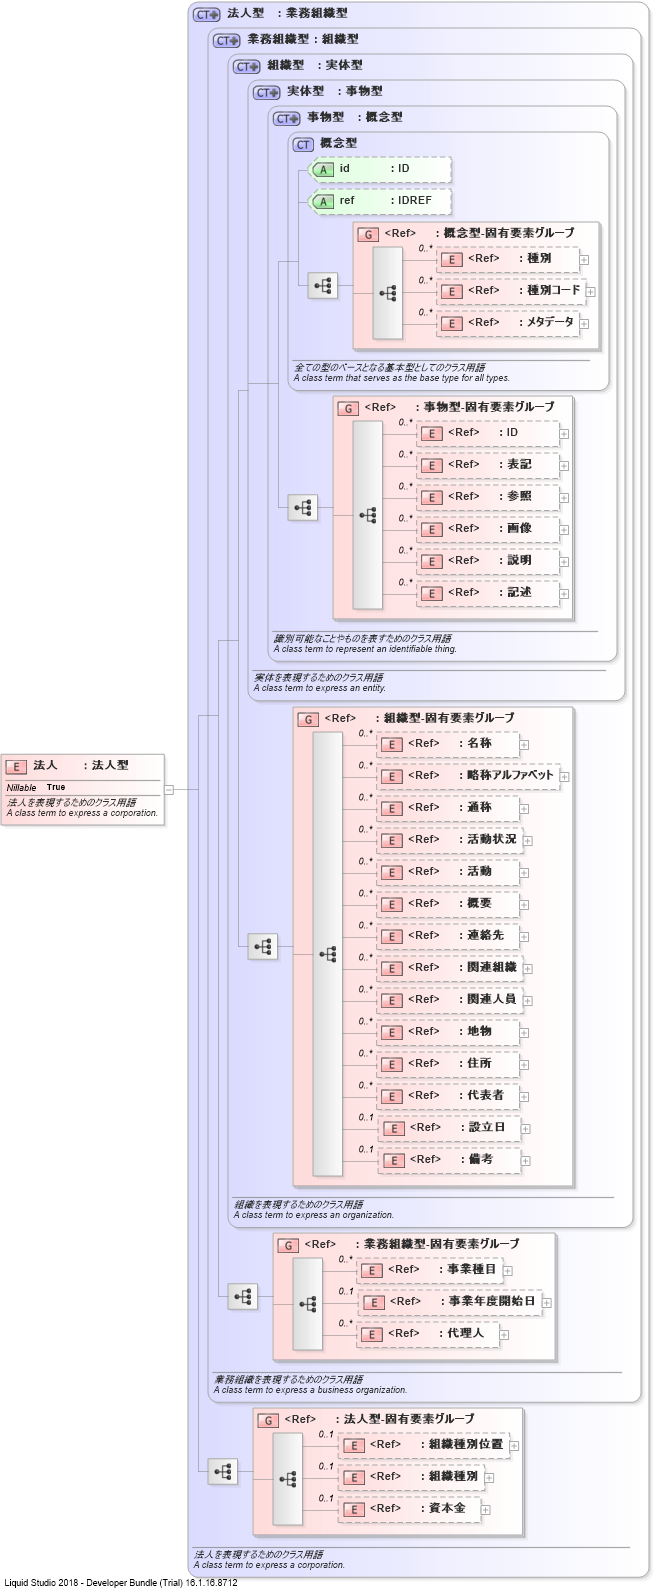 CT+ 法人型 : 業務組織型
CT+ 業務組織型 : 組織型
CT+ 組織型 : 実体型
CT+ 実体型 : 事物型
CT+ 事物型 : 概念型
CT 概念型
A id : ID
A ref : IDREF
G <Ref> : 概念型-固有要素グループ
0..*
E <Ref> : 種別
0..*
E <Ref> : 種別コード
0..*
E <Ref> : メタデータ
全ての型のベースとなる基本型としてのクラス用語
A class term that serves as the base type for all types.
G <Ref> : 事物型-固有要素グループ
0..*
E <Ref> : ID
0..*
E <Ref> : 表記
0..*
E <Ref> : 参照
0..*
E <Ref> : 画像
0..*
E <Ref> : 説明
0..*
E <Ref> : 記述
識別可能なことやものを表すためのクラス用語
A class term to represent an identifiable thing.
実体を表現するためのクラス用語
A class term to express an entity.
G <Ref> : 組織型-固有要素グループ
0..*
E <Ref> : 名称
0..*
E <Ref> : 略称アルファベット
0..*
E <Ref> : 通称
0..*
E <Ref> : 活動状況
0..*
E <Ref> : 活動
0..*
E <Ref> : 概要
0..*
E <Ref> : 連絡先
0..*
E <Ref> : 関連組織
0..*
E <Ref> : 関連人員
0..*
E <Ref> : 地物
0..*
E <Ref> : 住所
0..*
E <Ref> : 代表者
0..1
E <Ref> : 設立日
0..1
E <Ref> : 備考
E 法人 : 法人型
Nillable True
法人を表現するためのクラス用語
A class term to express a corporation.
組織を表現するためのクラス用語
A class term to express an organization.
G <Ref> : 業務組織型-固有要素グループ
0..*
E <Ref> : 事業種目
0..1
E <Ref> : 事業年度開始日
0..*
E <Ref> : 代理人
業務組織を表現するためのクラス用語
A class term to express a business organization.
G <Ref> : 法人型-固有要素グループ
0..1
E <Ref> : 組織種別位置
0..1
E <Ref> : 組織種別
0..1
E <Ref> : 資本金
法人を表現するためのクラス用語
A class term to express a corporation.
Liquid Studio 2018 - Developer Bundle (Trial) 16.1.16.8712